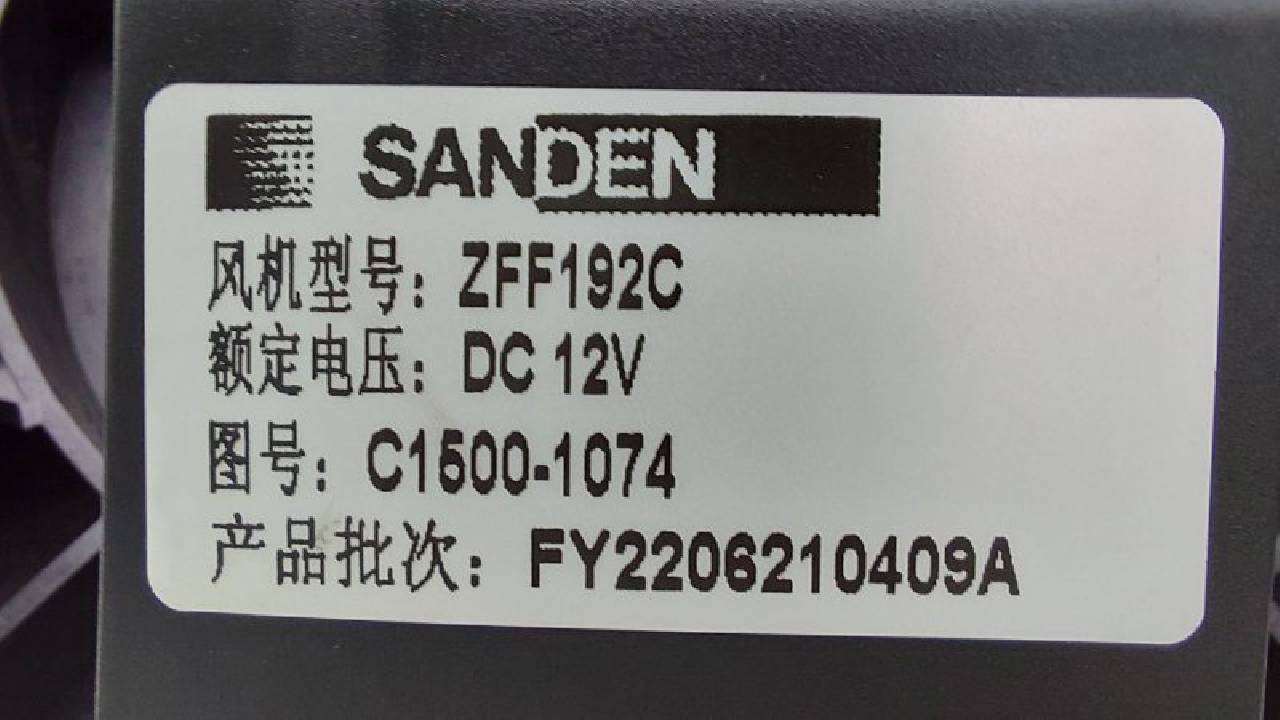 SANDEN
风机型号：ZFF192C
额定电压：DC 12V
图号：C1500-1074
产品批次：FY2206210409A